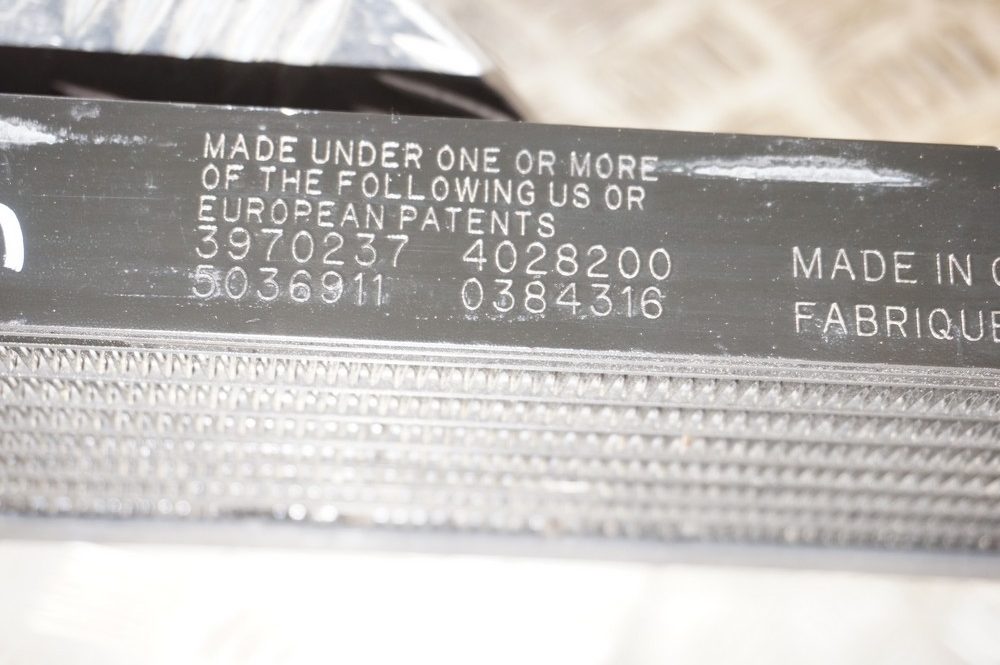 MADE UNDER ONE OR MORE
OF THE FOLLOWING US OR
EUROPEAN PATENTS
3970237 4028200
5036911 0384316
MADE IN
FABRIQUE